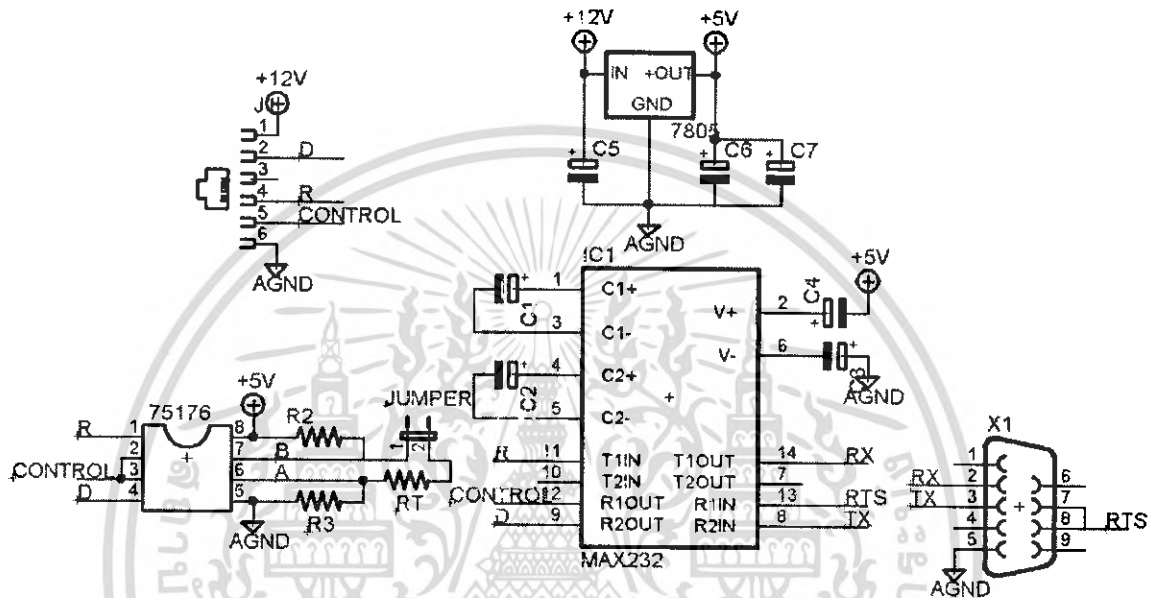 +12V
+5V
IN +OUT
GND
7805
C5
C6
C7
AGND
+12V
1
2 D
3
4 R
5 CONTROL
6
AGND
IC1
C1
1 C1+
3 C1-
C2
4 C2+
5 C2-
11 T1IN
10 T2IN
CONTROL 12 R1OUT
D 9 R2OUT
V+ 2 C4
+5V
V- 6
AGND
T1OUT 14 RX
T2OUT 7
R1IN 13 RTS
R2IN 8 TX
MAX232
75176
R 1
2
CONTROL 3
D 4
+5V
8 R2
7 B
6 A
5
AGND
R3
RT
JUMPER
1 2
X1
1
RX 2
TX 3
4
5
6
7
8 RTS
9
AGND